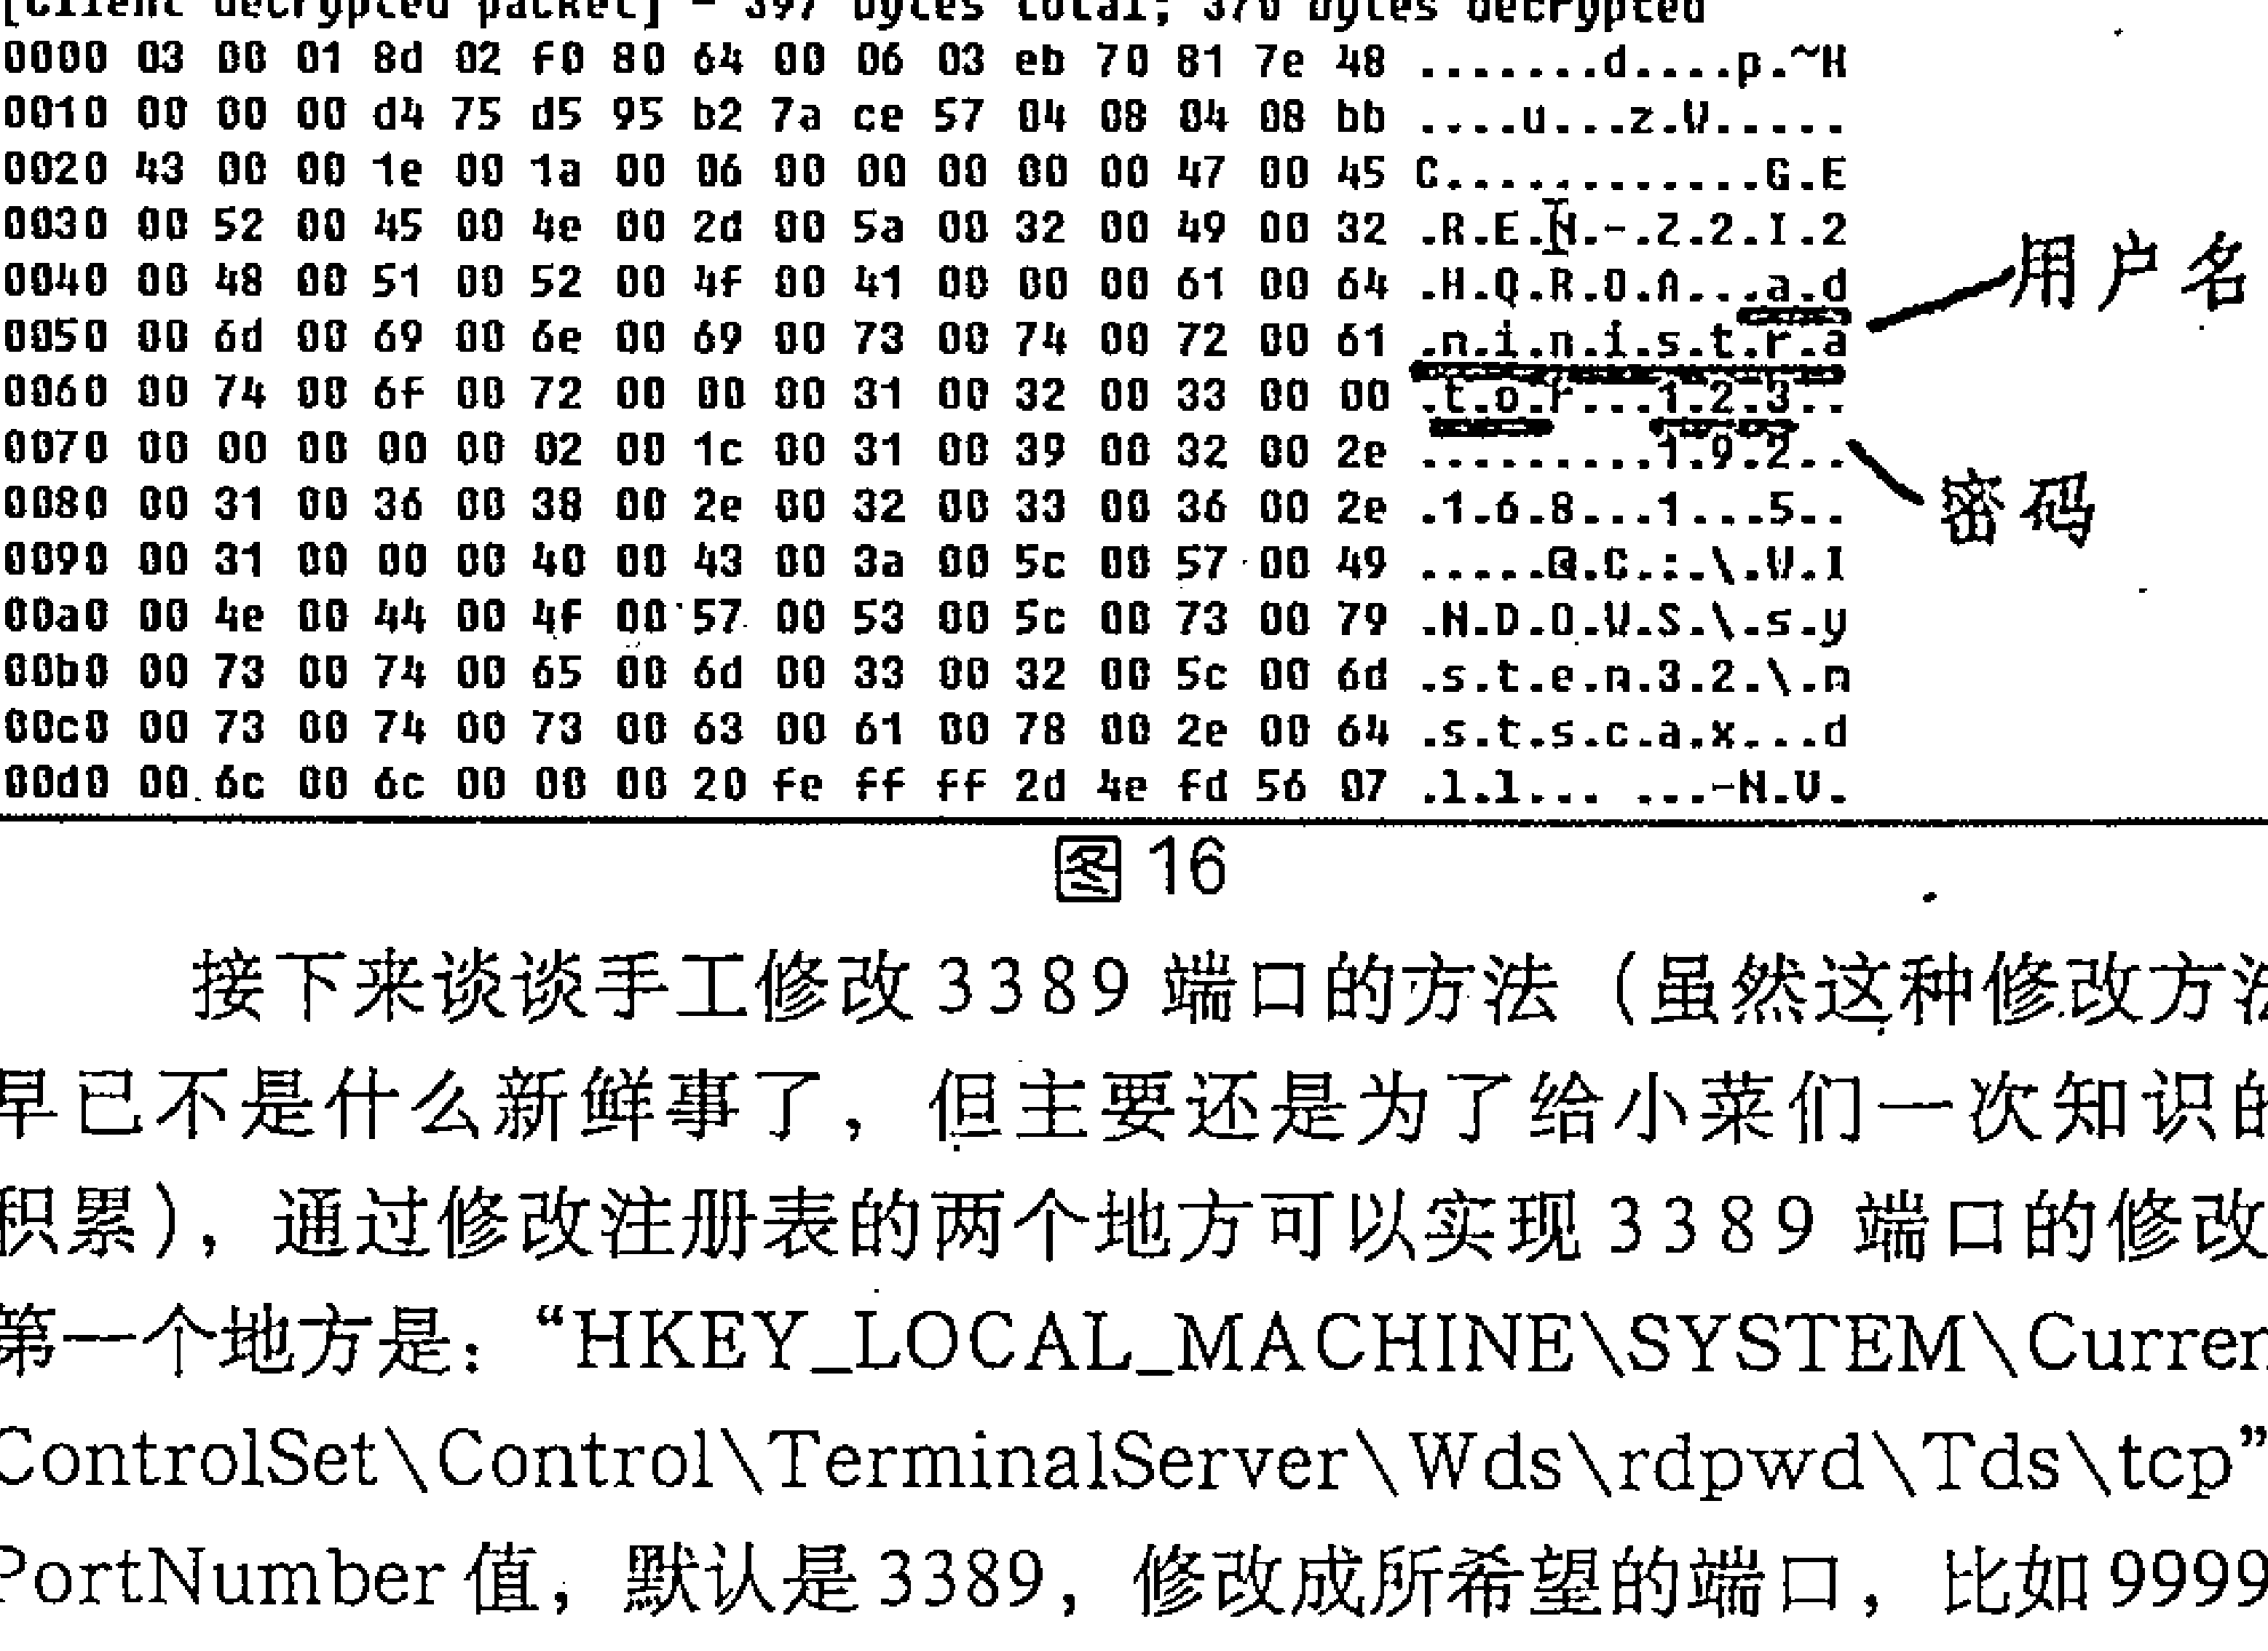 [Client decrypted packet] - 397 bytes total; 370 bytes decrypted
0000 03 00 01 8d 02 f0 80 64 00 06 03 eb 70 81 7e 48 .......d....p.~H
0010 00 00 00 d4 75 d5 95 b2 7a ce 57 04 08 04 08 bb ....u...z.W.....
0020 43 00 00 1e 00 1a 00 06 00 00 00 00 00 47 00 45 C............G.E
0030 00 52 00 45 00 4e 00 2d 00 5a 00 32 00 49 00 32 .R.E.N.-.Z.2.I.2
0040 00 48 00 51 00 52 00 4f 00 41 00 00 00 61 00 64 .H.Q.R.O.A...a.d
用户名
0050 00 6d 00 69 00 6e 00 69 00 73 00 74 00 72 00 61 .m.i.n.i.s.t.r.a
0060 00 74 00 6f 00 72 00 00 00 31 00 32 00 33 00 00 .t.o.r...1.2.3..
0070 00 00 00 00 00 02 00 1c 00 31 00 39 00 32 00 2e .........1.9.2..
0080 00 31 00 36 00 38 00 2e 00 32 00 33 00 36 00 2e .1.6.8...1...5..
密码
0090 00 31 00 00 00 40 00 43 00 3a 00 5c 00 57 00 49 .....@.C.:.\.W.I
00a0 00 4e 00 44 00 4f 00 57 00 53 00 5c 00 73 00 79 .N.D.O.W.S.\.s.y
00b0 00 73 00 74 00 65 00 6d 00 33 00 32 00 5c 00 6d .s.t.e.m.3.2.\.m
00c0 00 73 00 74 00 73 00 63 00 61 00 78 00 2e 00 64 .s.t.s.c.a.x...d
00d0 00 6c 00 6c 00 00 00 20 fe ff ff 2d 4e fd 56 07 .l.l... ...-N.V.
图 16
接下来谈谈手工修改 3389 端口的方法（虽然这种修改方法
早已不是什么新鲜事了，但主要还是为了给小菜们一次知识的
积累），通过修改注册表的两个地方可以实现 3389 端口的修改
第一个地方是：“HKEY_LOCAL_MACHINE\SYSTEM\Curren
ControlSet\Control\TerminalServer\Wds\rdpwd\Tds\tcp”
PortNumber 值，默认是 3389，修改成所希望的端口，比如 9999